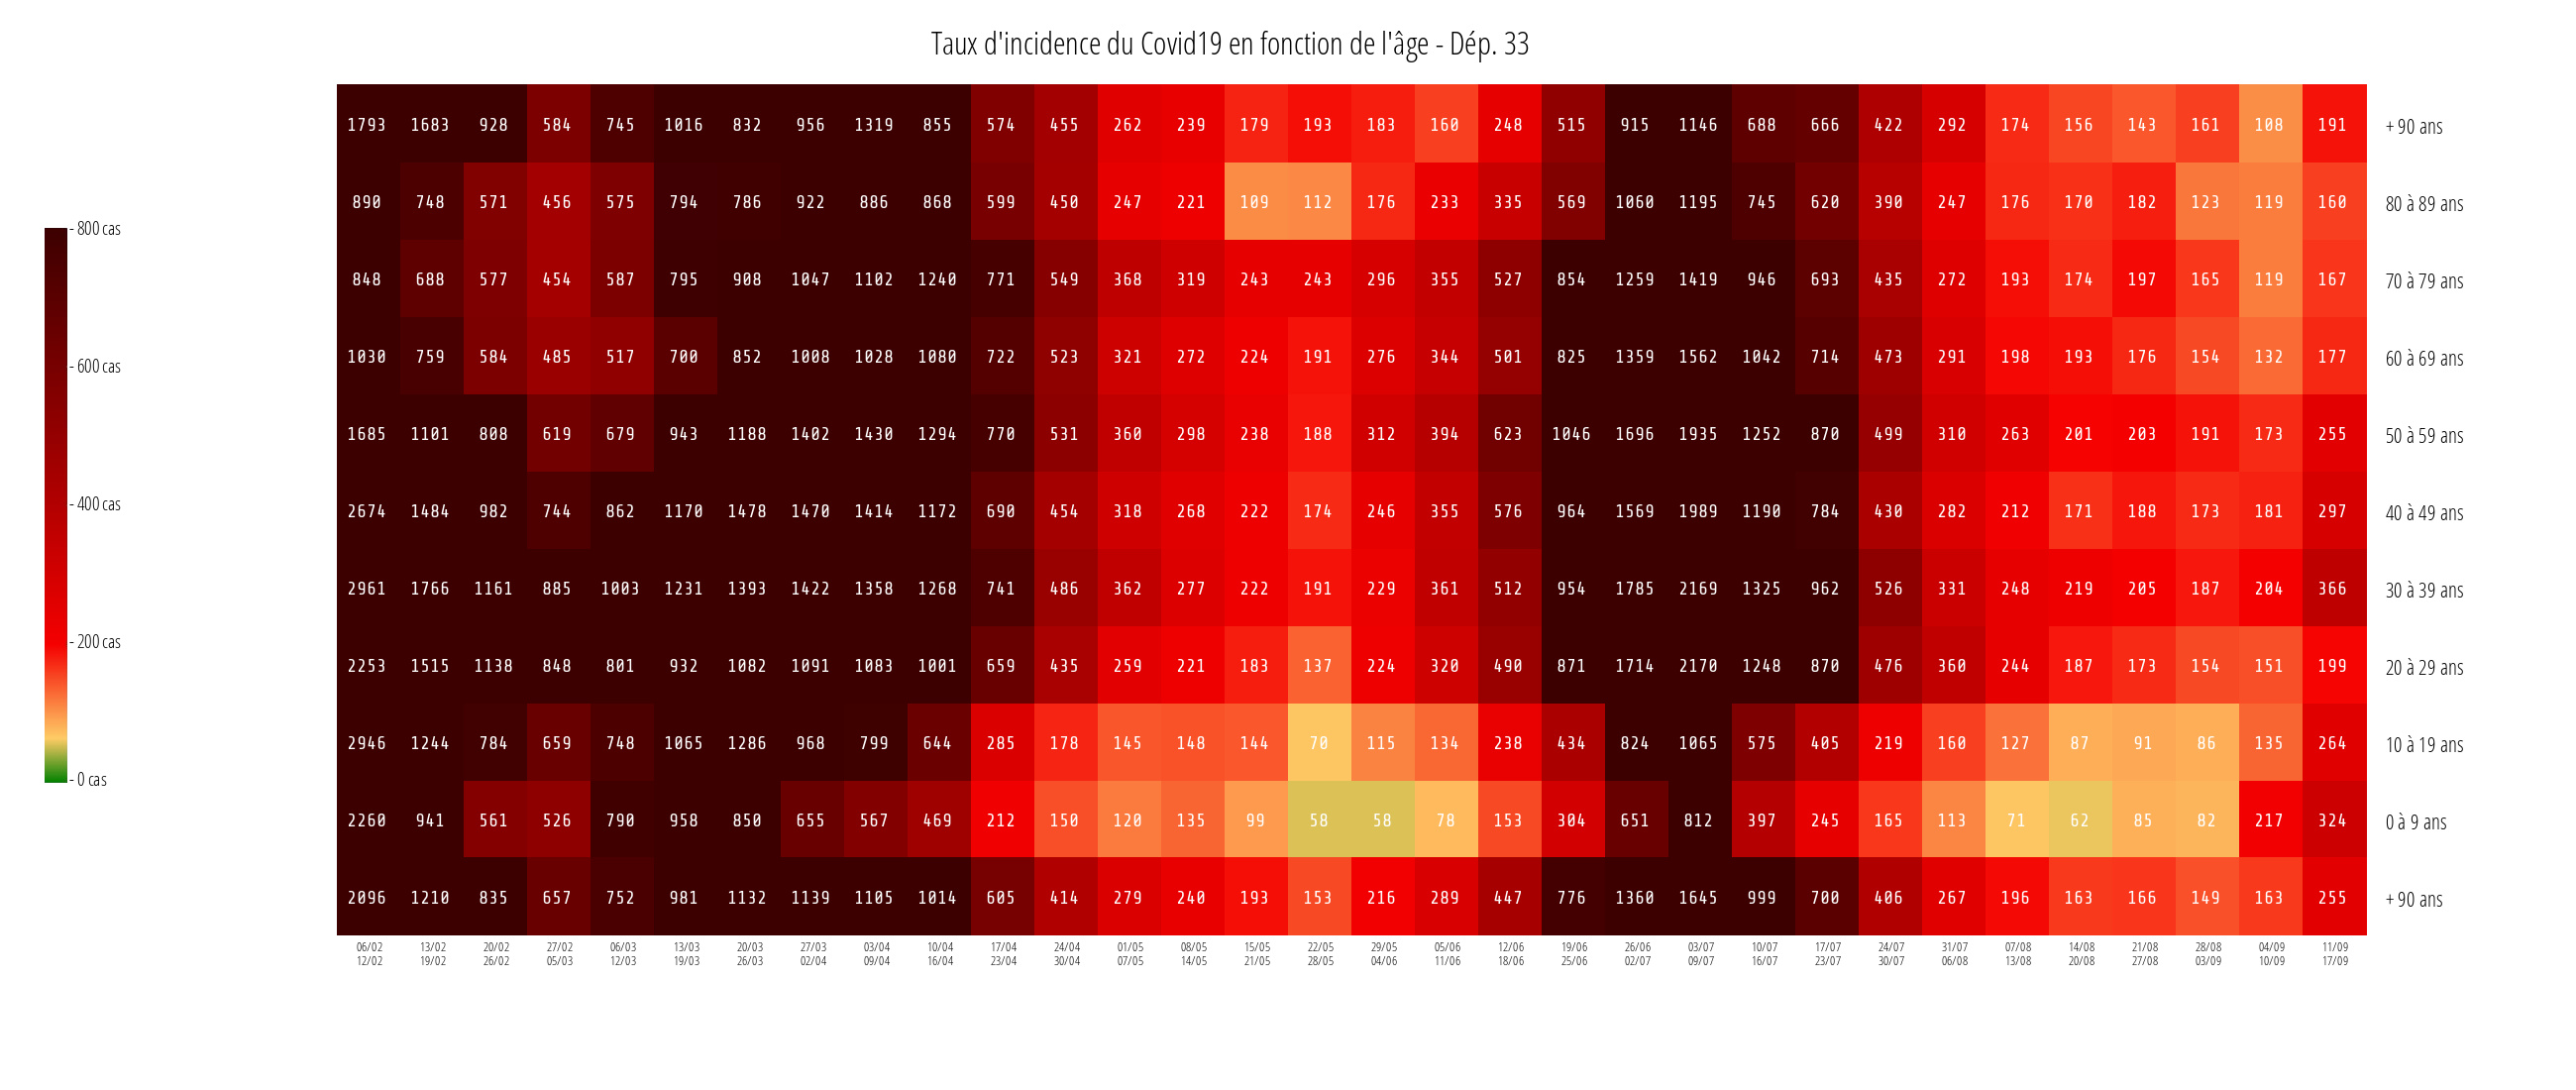 Taux d'incidence du Covid19 en fonction de l'âge - Dép. 33
- 800 cas
- 600 cas
- 400 cas
- 200 cas
- 0 cas
1793 1683 928 584 745 1016 832 956 1319 855 574 455 262 239 179 193 183 160 248 515 915 1146 688 666 422 292 174 156 143 161 108 191 + 90 ans
890 748 571 456 575 794 786 922 886 868 599 450 247 221 109 112 176 233 335 569 1060 1195 745 620 390 247 176 170 182 123 119 160 80 à 89 ans
848 688 577 454 587 795 908 1047 1102 1240 771 549 368 319 243 243 296 355 527 854 1259 1419 946 693 435 272 193 174 197 165 119 167 70 à 79 ans
1030 759 584 485 517 700 852 1008 1028 1080 722 523 321 272 224 191 276 344 501 825 1359 1562 1042 714 473 291 198 193 176 154 132 177 60 à 69 ans
1685 1101 808 619 679 943 1188 1402 1430 1294 770 531 360 298 238 188 312 394 623 1046 1696 1935 1252 870 499 310 263 201 203 191 173 255 50 à 59 ans
2674 1484 982 744 862 1170 1478 1470 1414 1172 690 454 318 268 222 174 246 355 576 964 1569 1989 1190 784 430 282 212 171 188 173 181 297 40 à 49 ans
2961 1766 1161 885 1003 1231 1393 1422 1358 1268 741 486 362 277 222 191 229 361 512 954 1785 2169 1325 962 526 331 248 219 205 187 204 366 30 à 39 ans
2253 1515 1138 848 801 932 1082 1091 1083 1001 659 435 259 221 183 137 224 320 490 871 1714 2170 1248 870 476 360 244 187 173 154 151 199 20 à 29 ans
2946 1244 784 659 748 1065 1286 968 799 644 285 178 145 148 144 70 115 134 238 434 824 1065 575 405 219 160 127 87 91 86 135 264 10 à 19 ans
2260 941 561 526 790 958 850 655 567 469 212 150 120 135 99 58 58 78 153 304 651 812 397 245 165 113 71 62 85 82 217 324 0 à 9 ans
2096 1210 835 657 752 981 1132 1139 1105 1014 605 414 279 240 193 153 216 289 447 776 1360 1645 999 700 406 267 196 163 166 149 163 255 + 90 ans
06/02 13/02 20/02 27/02 06/03 13/03 20/03 27/03 03/04 10/04 17/04 24/04 01/05 08/05 15/05 22/05 29/05 05/06 12/06 19/06 26/06 03/07 10/07 17/07 24/07 31/07 07/08 14/08 21/08 28/08 04/09 11/09
12/02 19/02 26/02 05/03 12/03 19/03 26/03 02/04 09/04 16/04 23/04 30/04 07/05 14/05 21/05 28/05 04/06 11/06 18/06 25/06 02/07 09/07 16/07 23/07 30/07 06/08 13/08 20/08 27/08 03/09 10/09 17/09